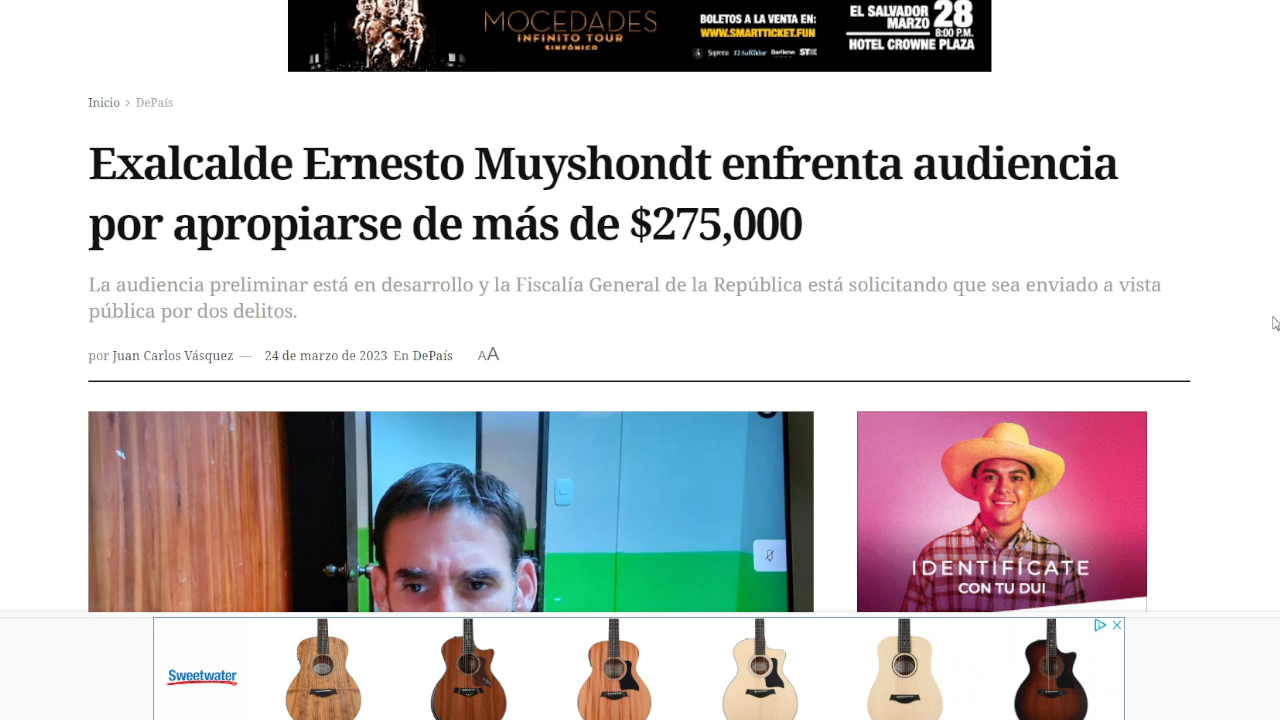 MOCEDADES
INFINITO TOUR
SINFÓNICO
BOLETOS A LA VENTA EN:
WWW.SMARTTICKET.FUN
EL SALVADOR
MARZO 28
8:00 P.M.
HOTEL CROWNE PLAZA
Inicio > DePaís
Exalcalde Ernesto Muyshondt enfrenta audiencia
por apropiarse de más de $275,000
La audiencia preliminar está en desarrollo y la Fiscalía General de la República está solicitando que sea enviado a vista
pública por dos delitos.
por Juan Carlos Vásquez — 24 de marzo de 2023 En DePaís AA
IDENTIFÍCATE
CON TU DUI
Sweetwater